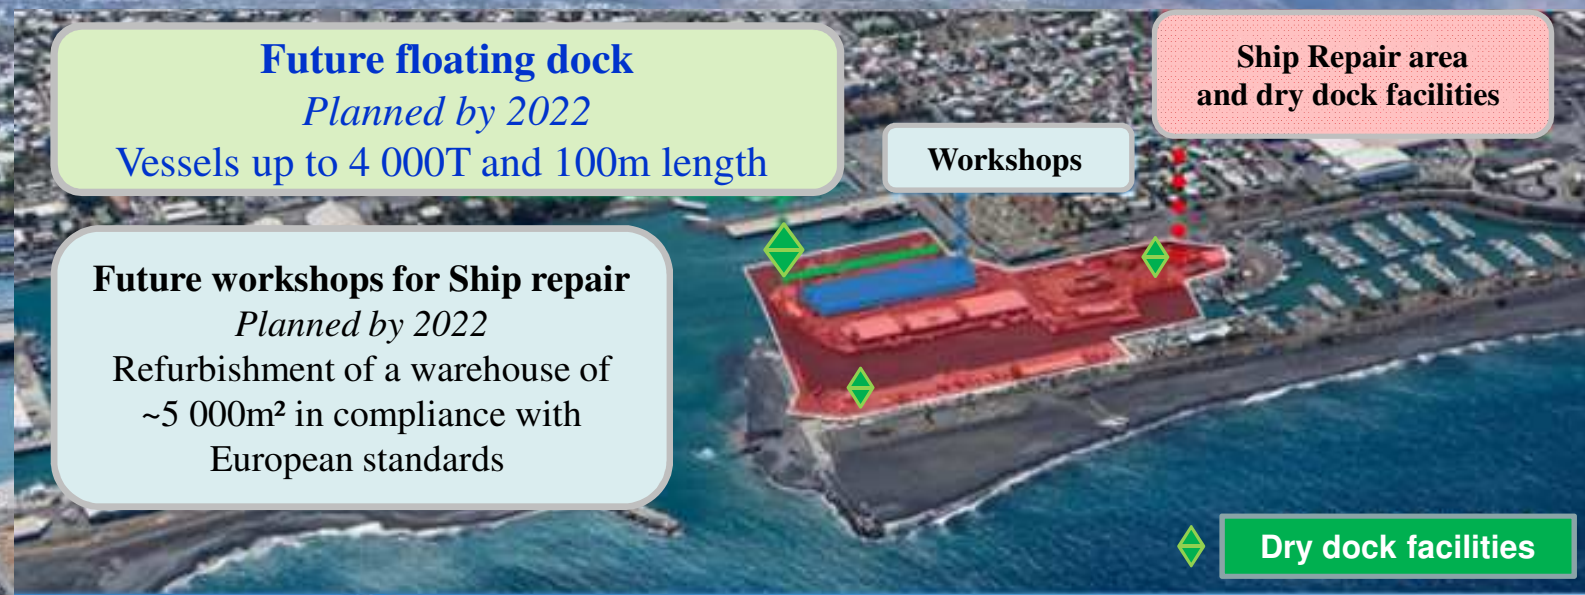 Future floating dock
Planned by 2022
Vessels up to 4 000T and 100m length
Ship Repair area
and dry dock facilities
Workshops
Future workshops for Ship repair
Planned by 2022
Refurbishment of a warehouse of
~5 000m² in compliance with
European standards
Dry dock facilities